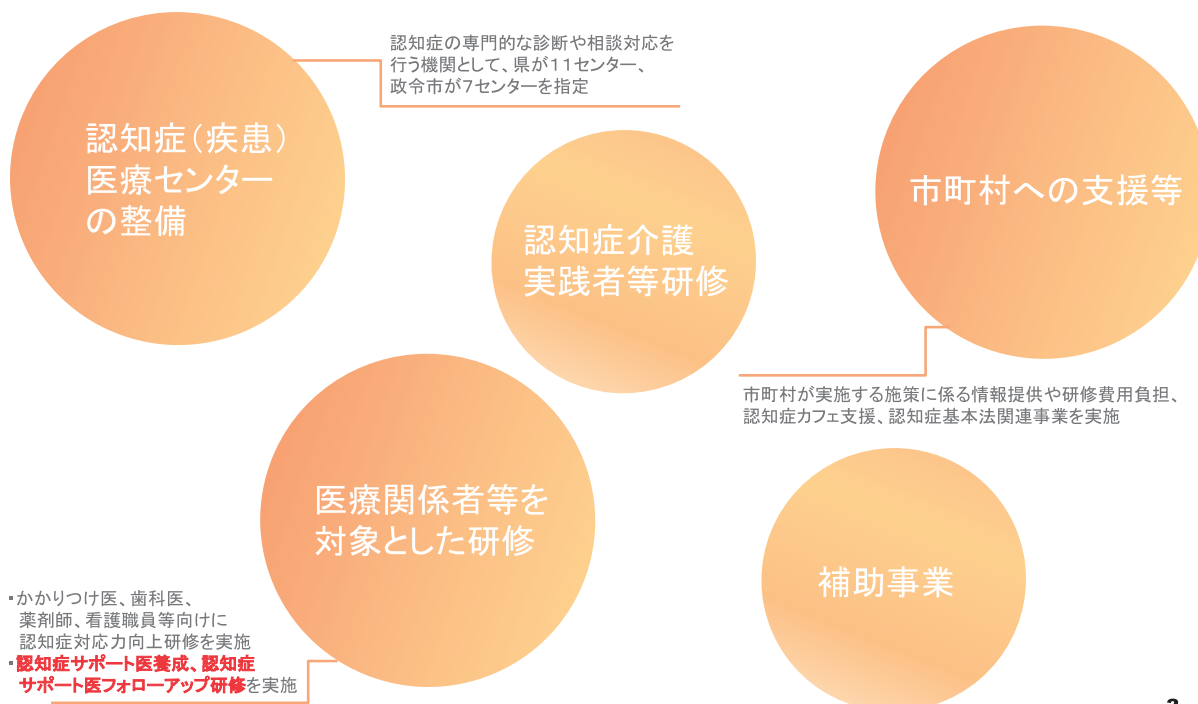 認知症の専門的な診断や相談対応を
行う機関として、県が11センター、
政令市が7センターを指定
認知症(疾患)
医療センター
の整備
認知症介護
実践者等研修
市町村への支援等
市町村が実施する施策に係る情報提供や研修費用負担、
認知症カフェ支援、認知症基本法関連事業を実施
医療関係者等を
対象とした研修
補助事業
・かかりつけ医、歯科医、
薬剤師、看護職員等向けに
認知症対応力向上研修を実施
・認知症サポート医養成、認知症
サポート医フォローアップ研修を実施